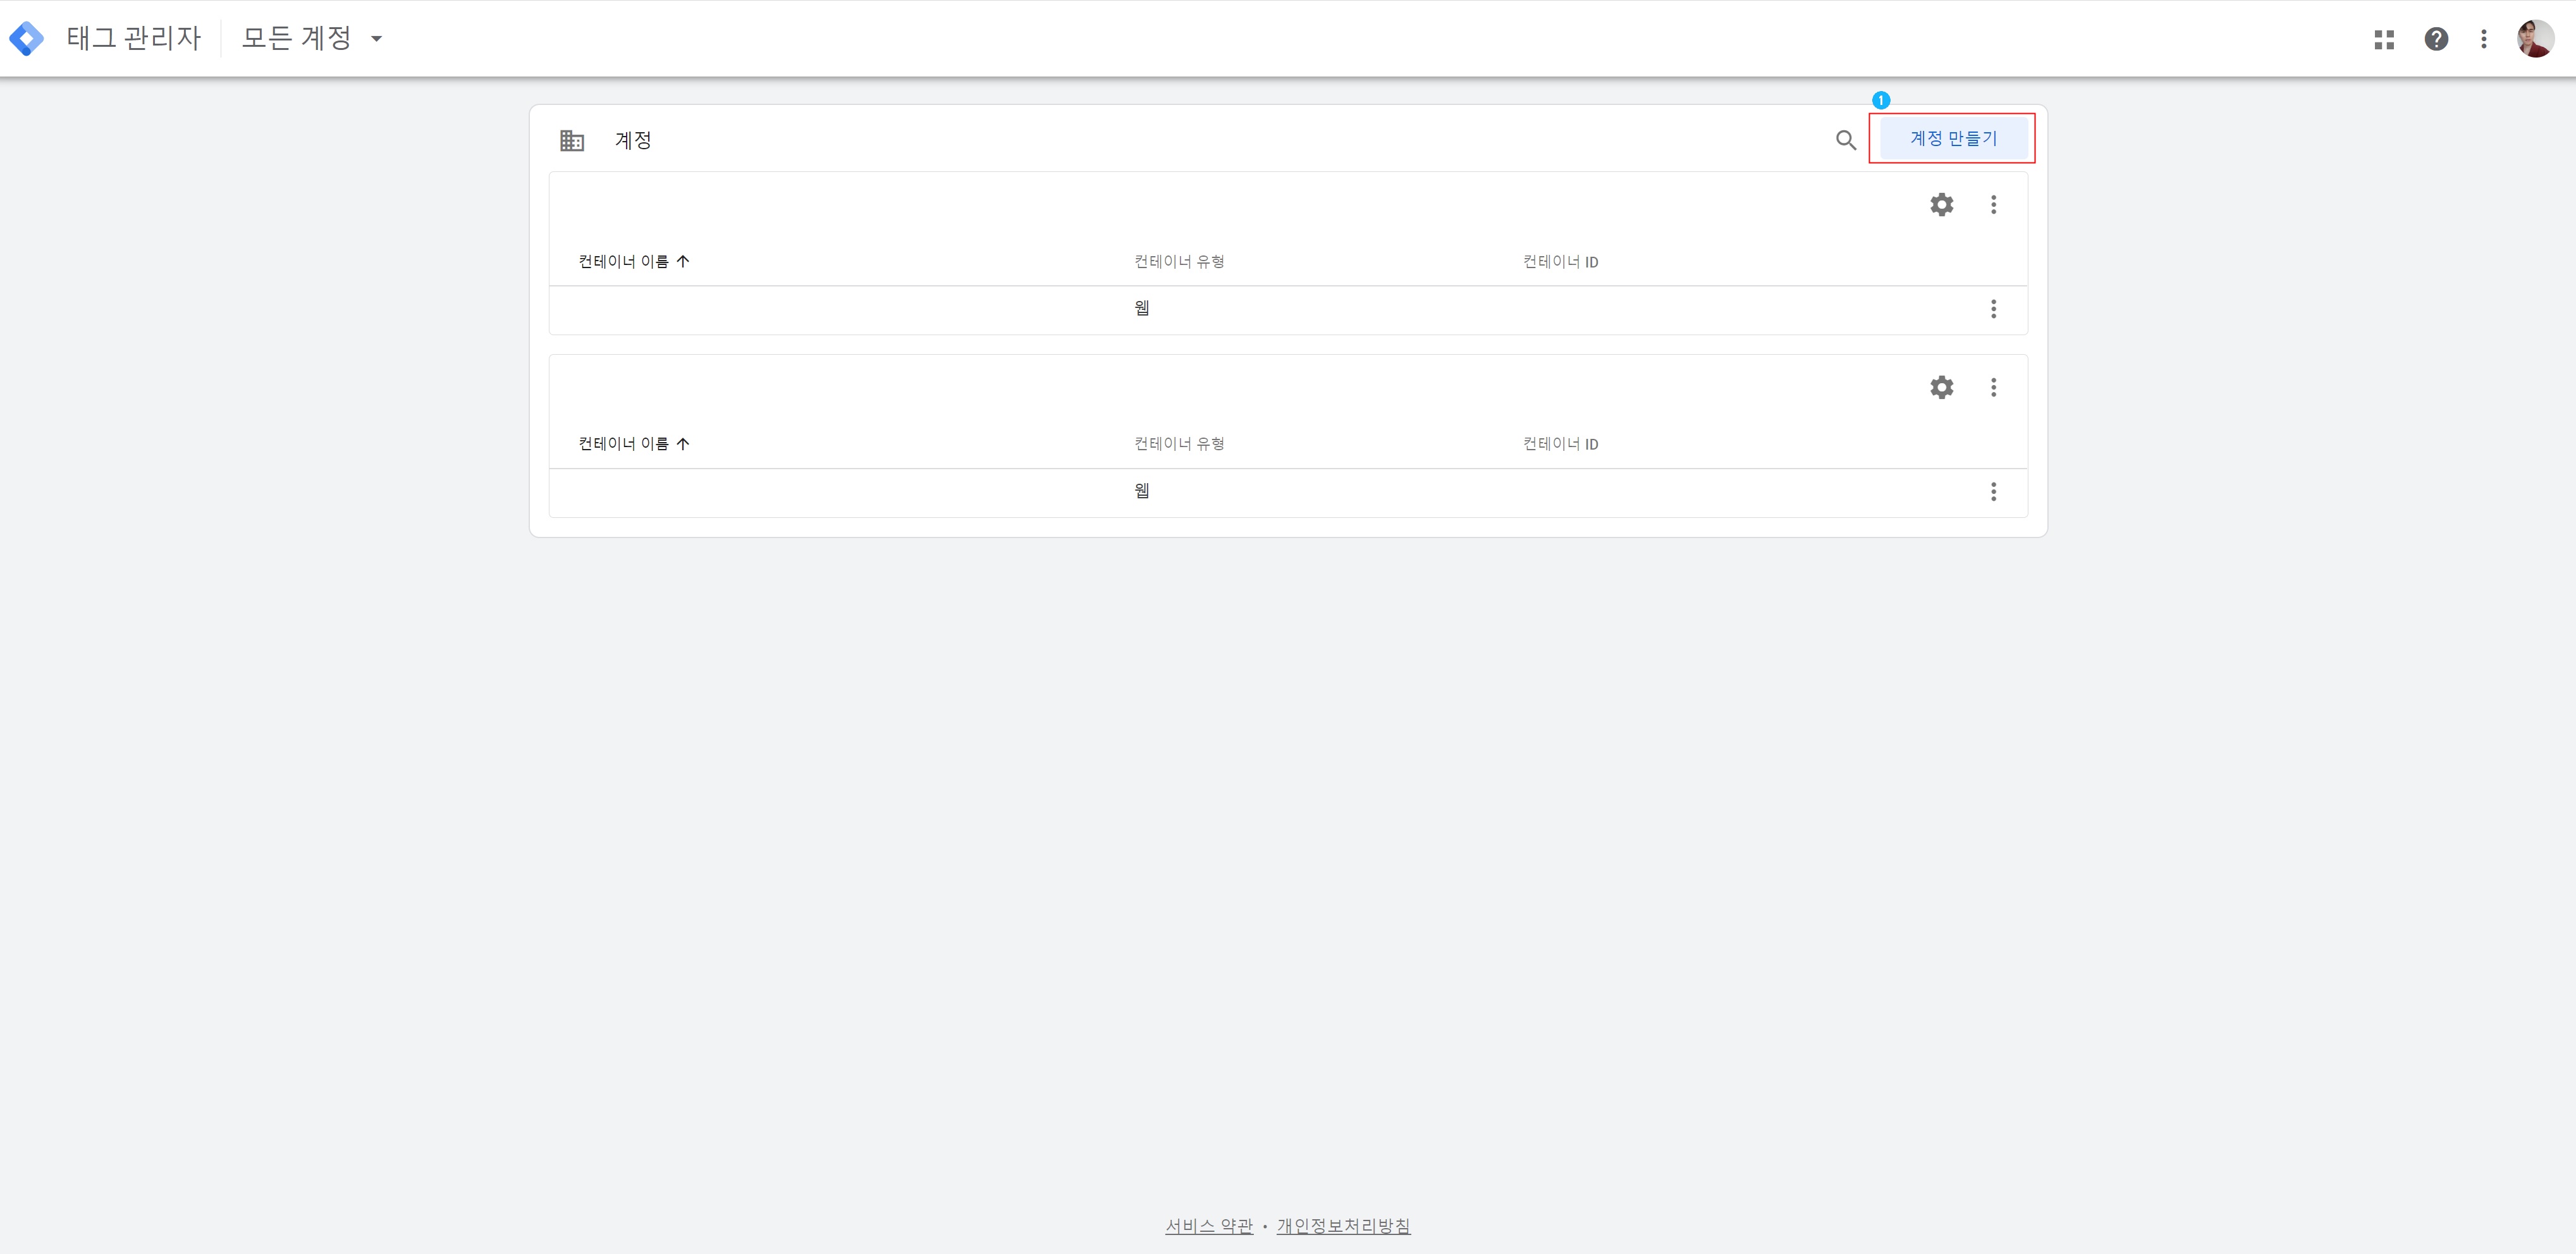 태그 관리자 모든 계정
1
계정 계정 만들기
컨테이너 이름 컨테이너 유형 컨테이너 ID
웹
컨테이너 이름 컨테이너 유형 컨테이너 ID
웹
서비스 약관 • 개인정보처리방침